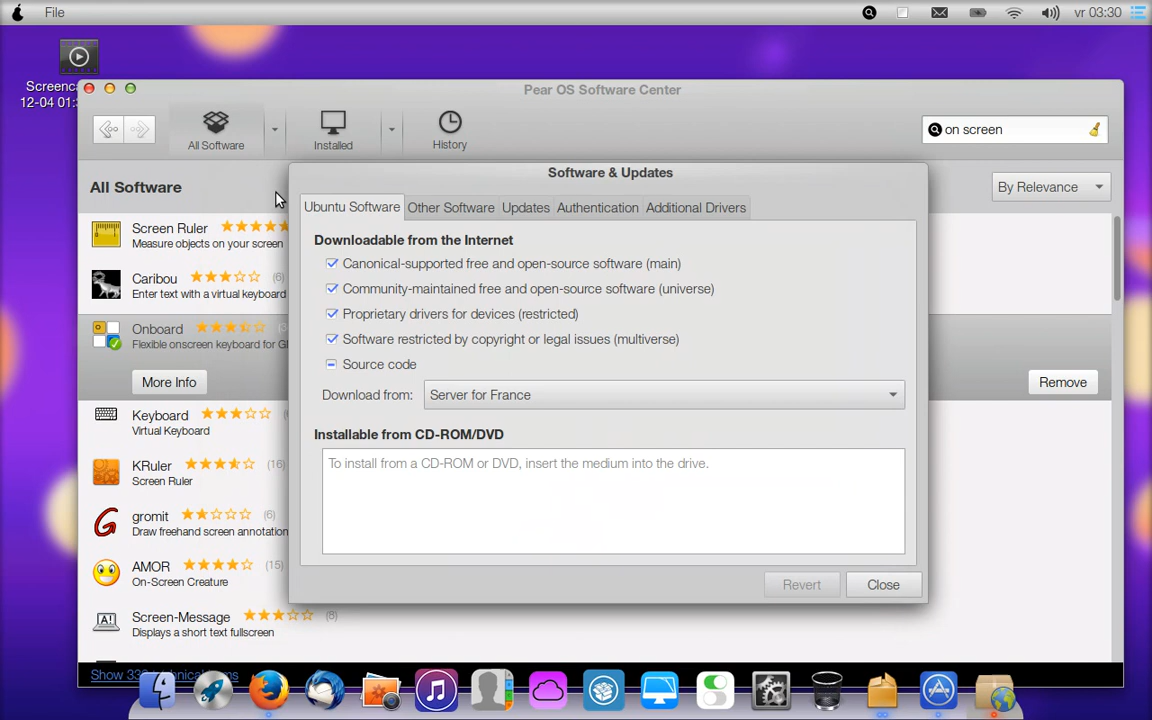 File
vr 03:30
Screenca
12-04 01:3
Pear OS Software Center
All Software
Installed
History
on screen
All Software
By Relevance
Screen Ruler
Measure objects on your screen
Caribou (6)
Enter text with a virtual keyboard
Onboard
Flexible onscreen keyboard for G
More Info
Remove
Keyboard
Virtual Keyboard
KRuler (16)
Screen Ruler
gromit (6)
Draw freehand screen annotation
AMOR (15)
On-Screen Creature
Screen-Message (8)
Displays a short text fullscreen
Software & Updates
Ubuntu Software Other Software Updates Authentication Additional Drivers
Downloadable from the Internet
Canonical-supported free and open-source software (main)
Community-maintained free and open-source software (universe)
Proprietary drivers for devices (restricted)
Software restricted by copyright or legal issues (multiverse)
Source code
Download from: Server for France
Installable from CD-ROM/DVD
To install from a CD-ROM or DVD, insert the medium into the drive.
Revert Close